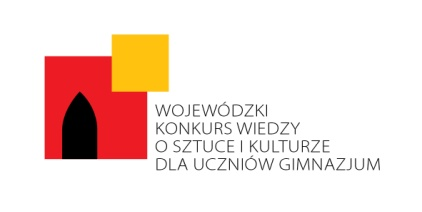 WOJEWÓDZKI
KONKURS WIEDZY
O SZTUCE I KULTURZE
DLA UCZNIÓW GIMNAZJUM